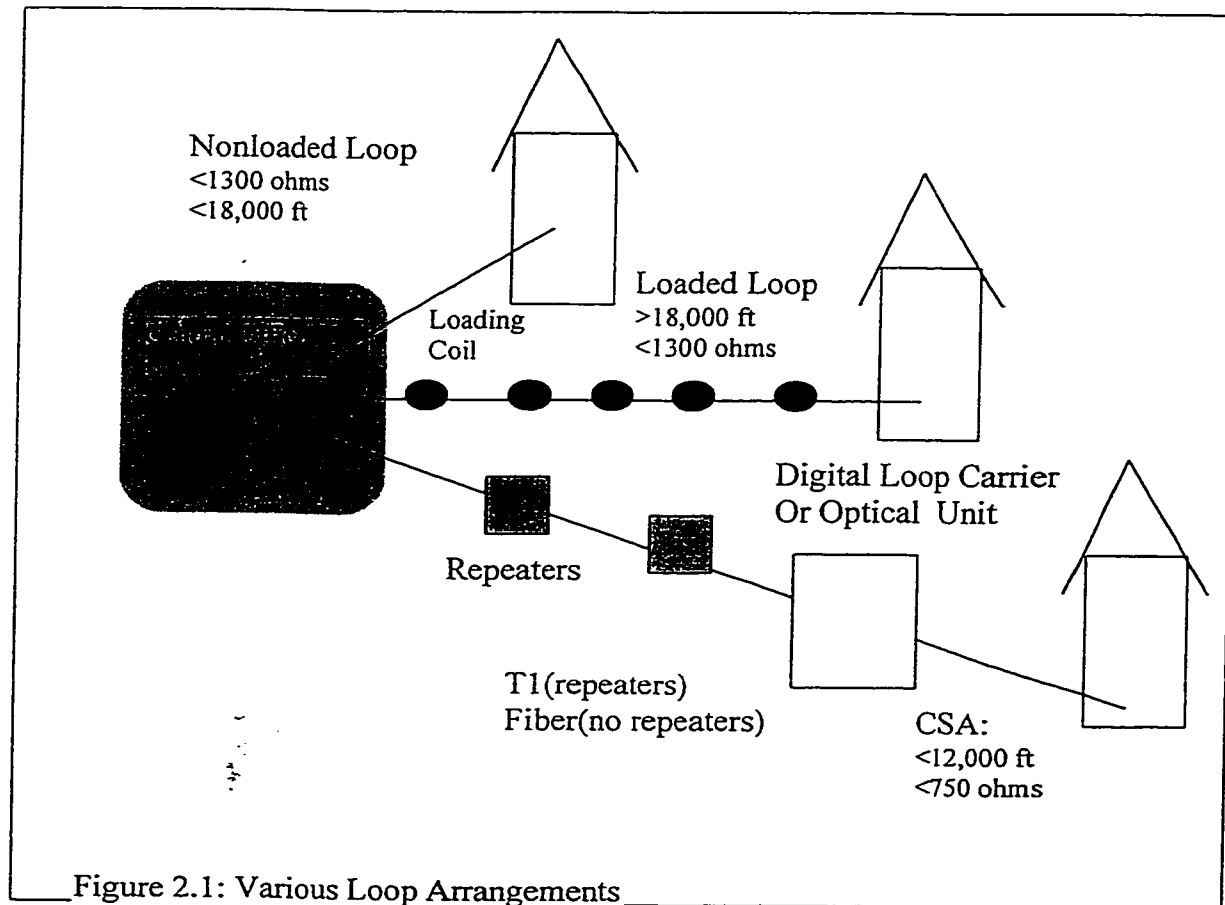 Nonloaded Loop
<1300 ohms
<18,000 ft
Loading
Coil
Loaded Loop
>18,000 ft
<1300 ohms
Repeaters
Digital Loop Carrier
Or Optical Unit
T1(repeaters)
Fiber(no repeaters)
CSA:
<12,000 ft
<750 ohms
Figure 2.1: Various Loop Arrangements